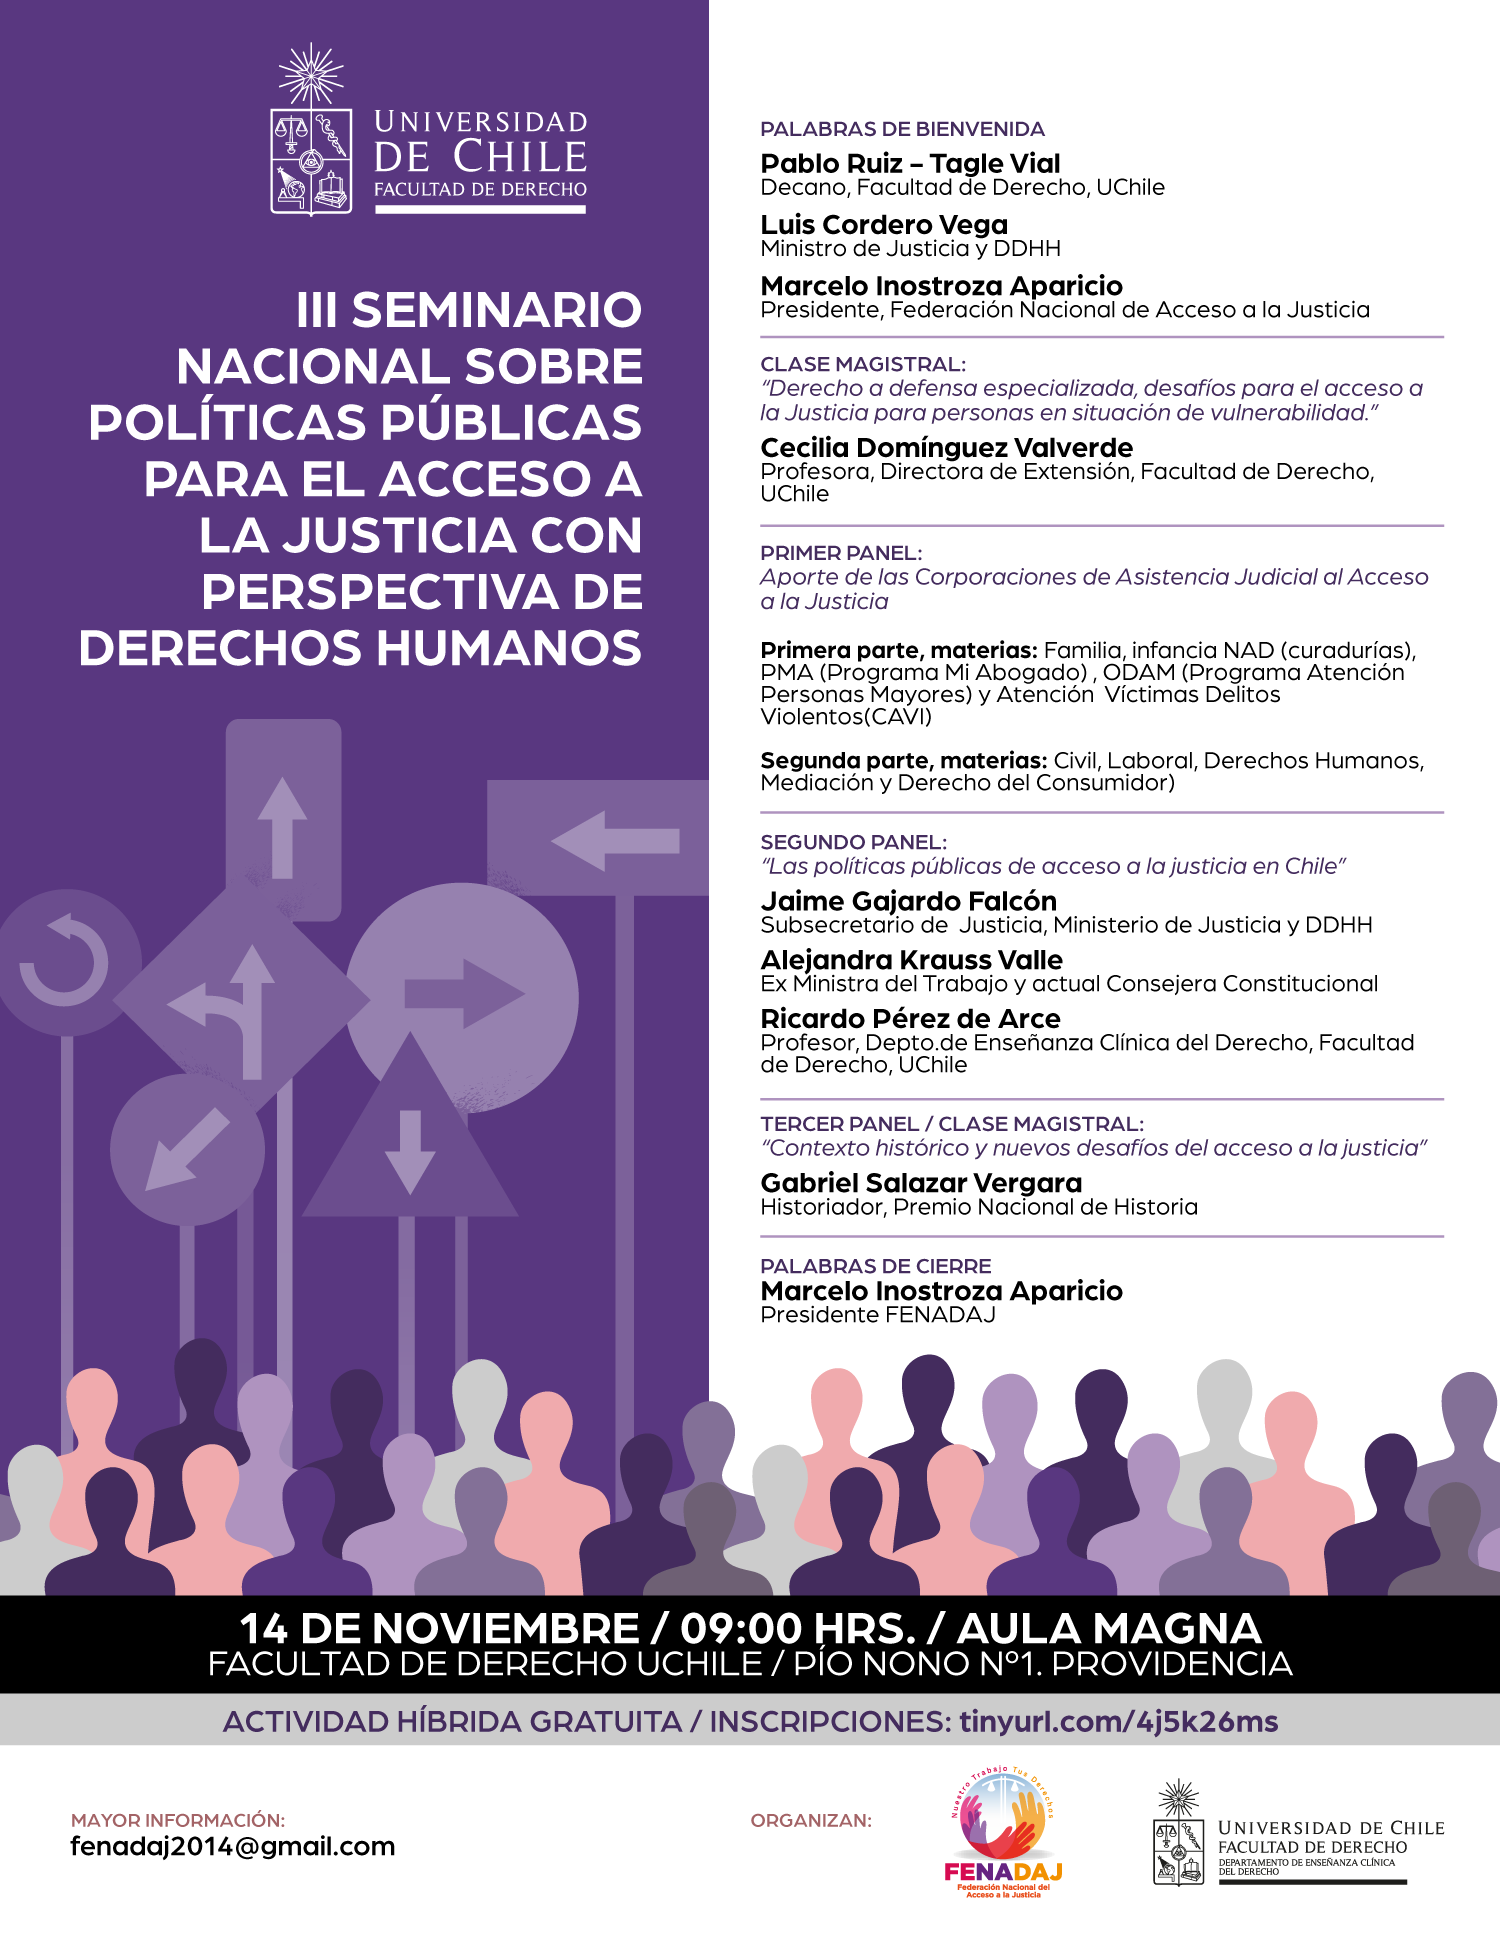 UNIVERSIDAD
DE CHILE
FACULTAD DE DERECHO
III SEMINARIO
NACIONAL SOBRE
POLÍTICAS PÚBLICAS
PARA EL ACCESO A
LA JUSTICIA CON
PERSPECTIVA DE
DERECHOS HUMANOS
PALABRAS DE BIENVENIDA
Pablo Ruiz - Tagle Vial
Decano, Facultad de Derecho, UChile
Luis Cordero Vega
Ministro de Justicia y DDHH
Marcelo Inostroza Aparicio
Presidente, Federación Nacional de Acceso a la Justicia
CLASE MAGISTRAL:
“Derecho a defensa especializada, desafíos para el acceso a
la Justicia para personas en situación de vulnerabilidad.”
Cecilia Domínguez Valverde
Profesora, Directora de Extensión, Facultad de Derecho,
UChile
PRIMER PANEL:
Aporte de las Corporaciones de Asistencia Judicial al Acceso
a la Justicia
Primera parte, materias: Familia, infancia NAD (curadurías),
PMA (Programa Mi Abogado) , ODAM (Programa Atención
Personas Mayores) y Atención  Víctimas Delitos
Violentos(CAVI)
Segunda parte, materias: Civil, Laboral, Derechos Humanos,
Mediación y Derecho del Consumidor)
SEGUNDO PANEL:
“Las políticas públicas de acceso a la justicia en Chile”
Jaime Gajardo Falcón
Subsecretario de  Justicia, Ministerio de Justicia y DDHH
Alejandra Krauss Valle
Ex Ministra del Trabajo y actual Consejera Constitucional
Ricardo Pérez de Arce
Profesor, Depto.de Enseñanza Clínica del Derecho, Facultad
de Derecho, UChile
TERCER PANEL / CLASE MAGISTRAL:
“Contexto histórico y nuevos desafíos del acceso a la justicia”
Gabriel Salazar Vergara
Historiador, Premio Nacional de Historia
PALABRAS DE CIERRE
Marcelo Inostroza Aparicio
Presidente FENADAJ
14 DE NOVIEMBRE / 09:00 HRS. / AULA MAGNA
FACULTAD DE DERECHO UCHILE / PÍO NONO Nº1. PROVIDENCIA
ACTIVIDAD HÍBRIDA GRATUITA / INSCRIPCIONES: tinyurl.com/4j5k26ms
MAYOR INFORMACIÓN:
fenadaj2014@gmail.com
ORGANIZAN:
Nuestro Trabajo Tus Derechos
FENADAJ
Federación Nacional del
Acceso a la Justicia
UNIVERSIDAD DE CHILE
FACULTAD DE DERECHO
DEPARTAMENTO DE ENSEÑANZA CLÍNICA
DEL DERECHO